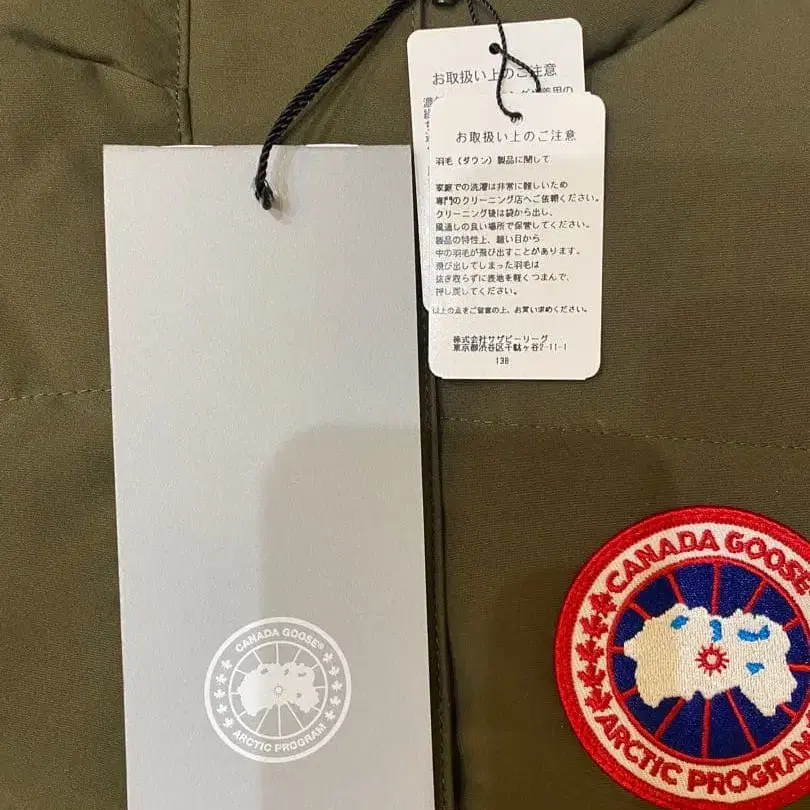 お取扱い上のご注意
お取扱い上のご注意
羽毛（ダウン）製品に関して
家庭での洗濯は非常に難しいため
専門のクリーニング店へご依頼ください。
クリーニング後は袋から出し、
風通しの良い場所で保管してください。
製品の特性上、縫い目から
中の羽毛が飛び出すことがあります。
飛び出してしまった羽毛は
抜き取らずに表地を軽くつまんで、
押し戻してください。
以上の点をご留意の上、お買い求めください。
株式会社サザビーリーグ
東京都渋谷区千駄ヶ谷2-11-1
138
CANADA GOOSE®
ARCTIC PROGRAM
CANADA GOOSE
ARCTIC PROGRAM